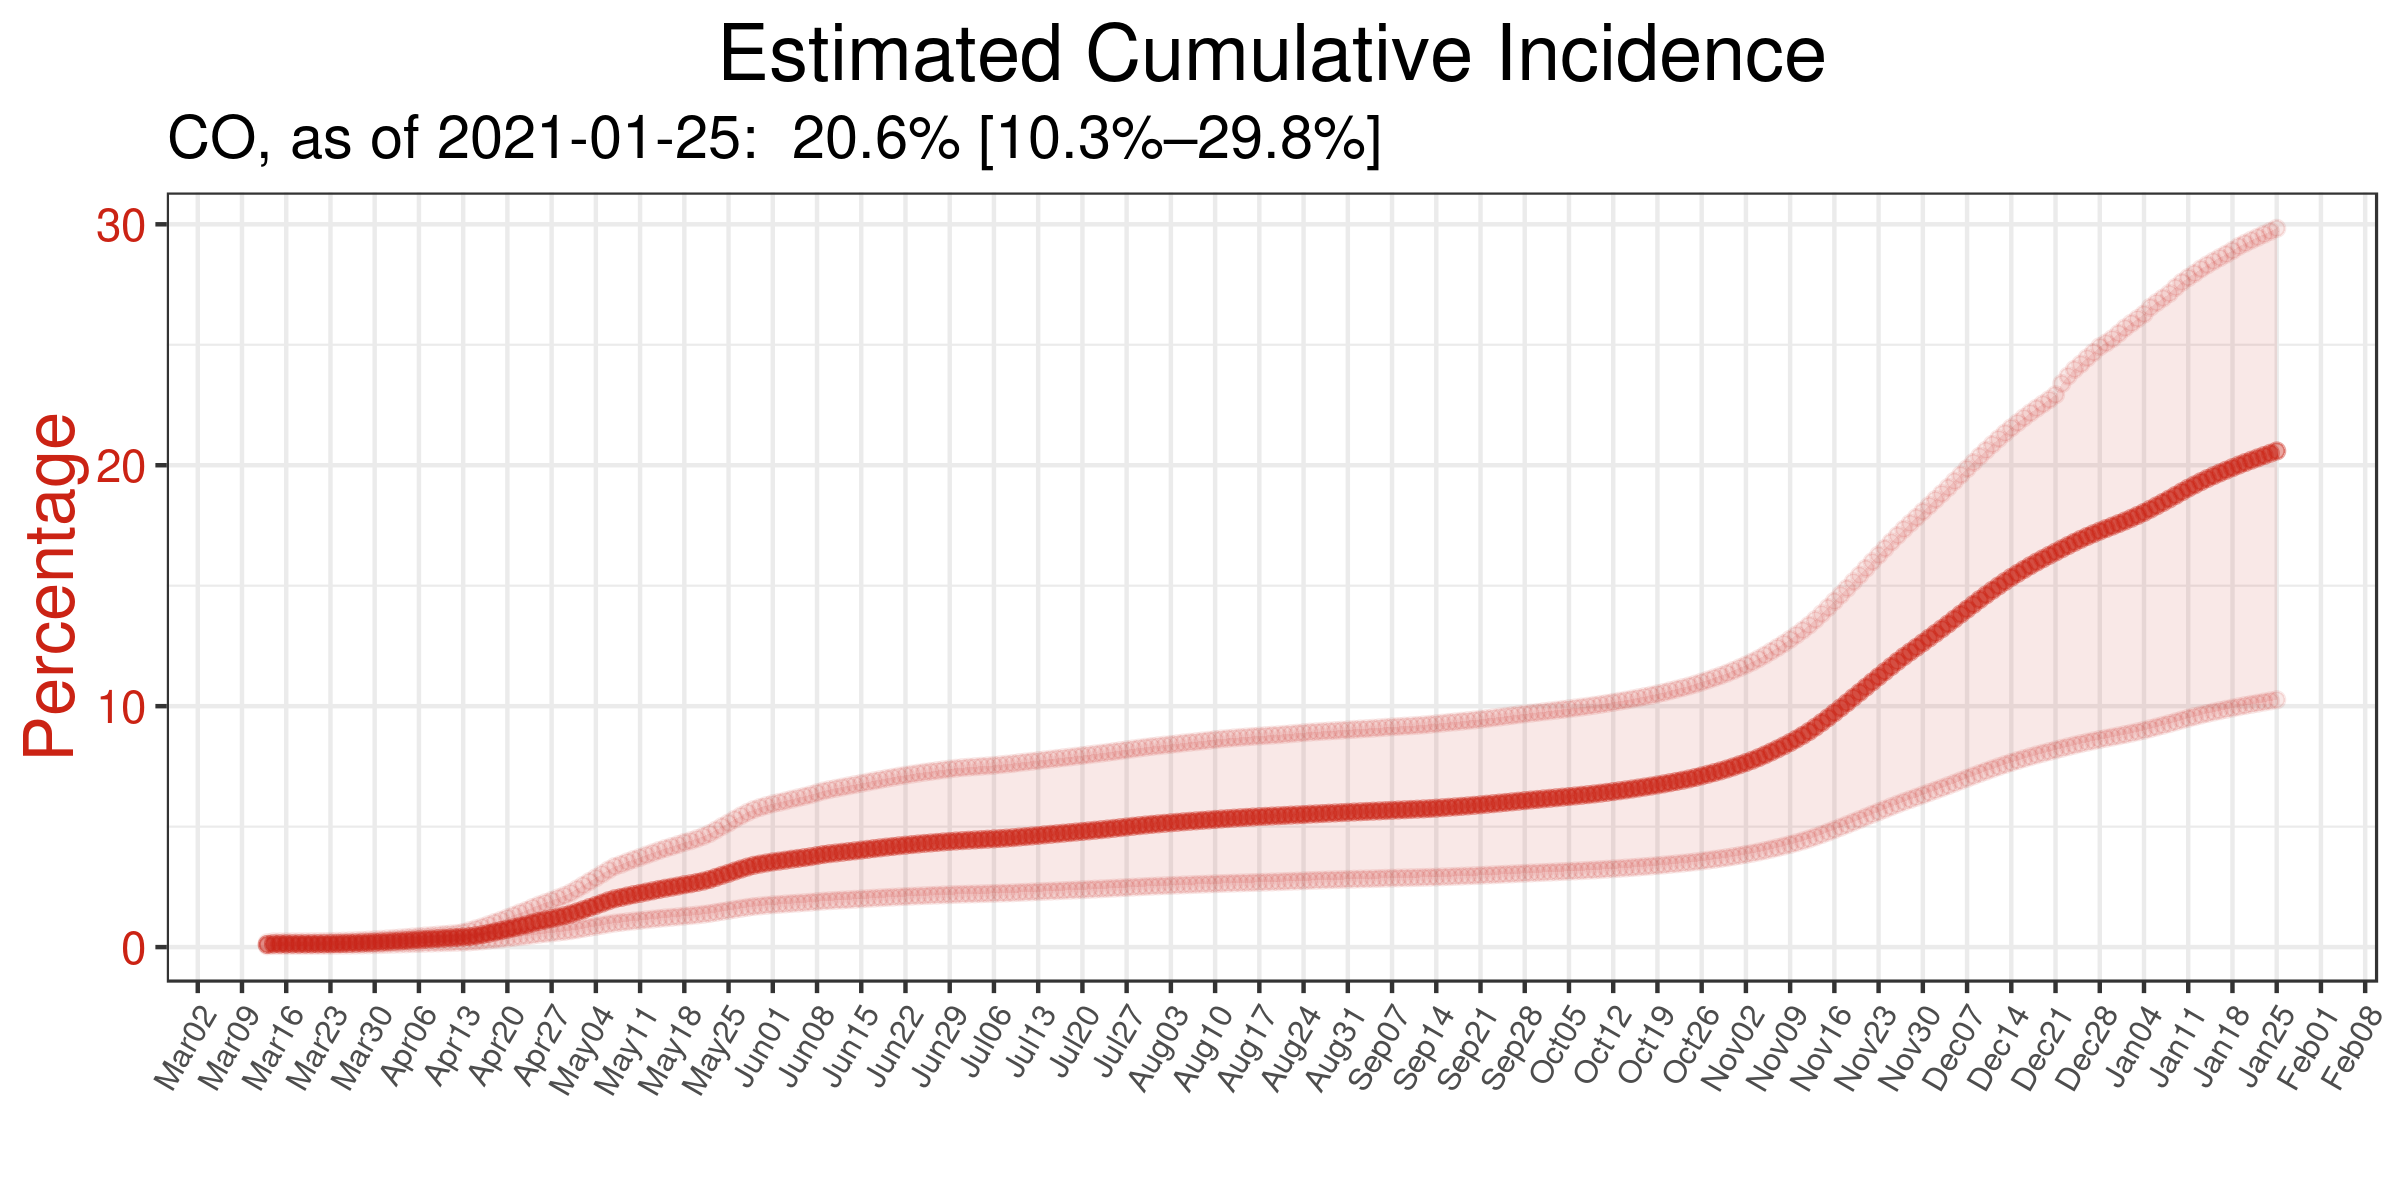 Estimated Cumulative Incidence
CO, as of 2021-01-25:  20.6% [10.3%–29.8%]
Percentage
30
20
10
0
Mar02 Mar09 Mar16 Mar23 Mar30 Apr06 Apr13 Apr20 Apr27 May04 May11 May18 May25 Jun01 Jun08 Jun15 Jun22 Jun29 Jul06 Jul13 Jul20 Jul27 Aug03 Aug10 Aug17 Aug24 Aug31 Sep07 Sep14 Sep21 Sep28 Oct05 Oct12 Oct19 Oct26 Nov02 Nov09 Nov16 Nov23 Nov30 Dec07 Dec14 Dec21 Dec28 Jan04 Jan11 Jan18 Jan25 Feb01 Feb08